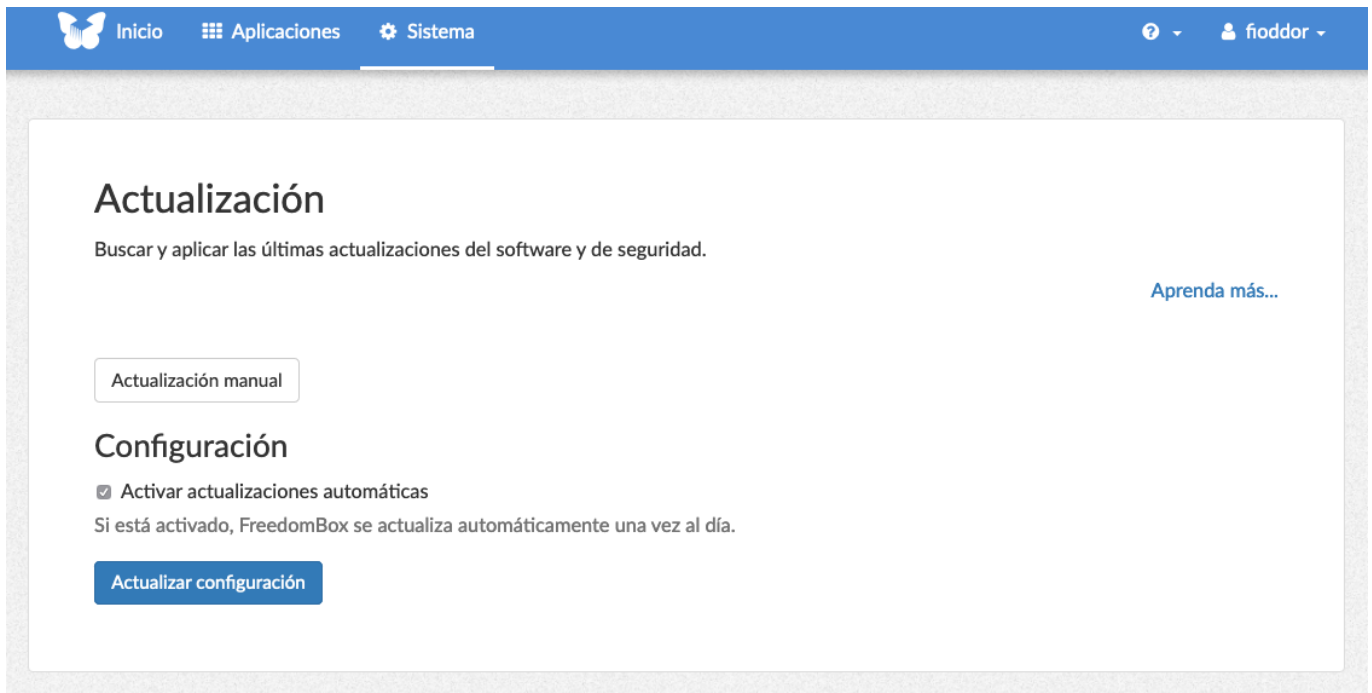 Inicio Aplicaciones Sistema fioddor
Actualización
Buscar y aplicar las últimas actualizaciones del software y de seguridad.
Aprenda más...
Actualización manual
Configuración
Activar actualizaciones automáticas
Si está activado, FreedomBox se actualiza automáticamente una vez al día.
Actualizar configuración